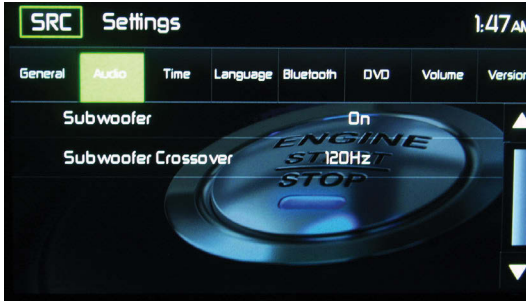 SRC Settings 1:47AM
General Audio Time Language Bluetooth DVD Volume Version
Subwoofer On
Subwoofer Crossover 120Hz
ENGINE
START
STOP